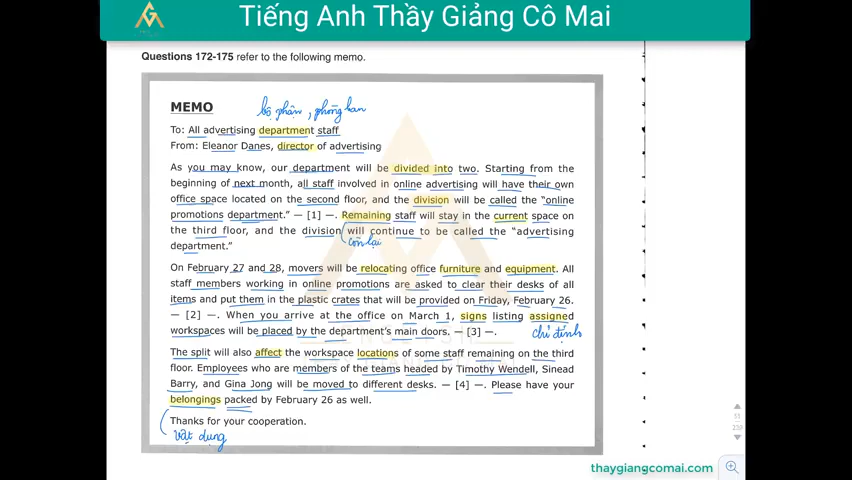 Tiếng Anh Thầy Giảng Cô Mai
Questions 172-175 refer to the following memo.
MEMO
bộ phận, phòng ban
To: All advertising department staff
From: Eleanor Danes, director of advertising
As you may know, our department will be divided into two. Starting from the
beginning of next month, all staff involved in online advertising will have their own
office space located on the second floor, and the division will be called the “online
promotions department.” — [1] —. Remaining staff will stay in the current space on
the third floor, and the division will continue to be called the “advertising
còn lại
department.”
On February 27 and 28, movers will be relocating office furniture and equipment. All
staff members working in online promotions are asked to clear their desks of all
items and put them in the plastic crates that will be provided on Friday, February 26.
— [2] —. When you arrive at the office on March 1, signs listing assigned
workspaces will be placed by the department’s main doors. — [3] —.
chỉ định
The split will also affect the workspace locations of some staff remaining on the third
floor. Employees who are members of the teams headed by Timothy Wendell, Sinead
Barry, and Gina Jong will be moved to different desks. — [4] —. Please have your
belongings packed by February 26 as well.
Thanks for your cooperation.
vật dụng
thaygiangcomai.com